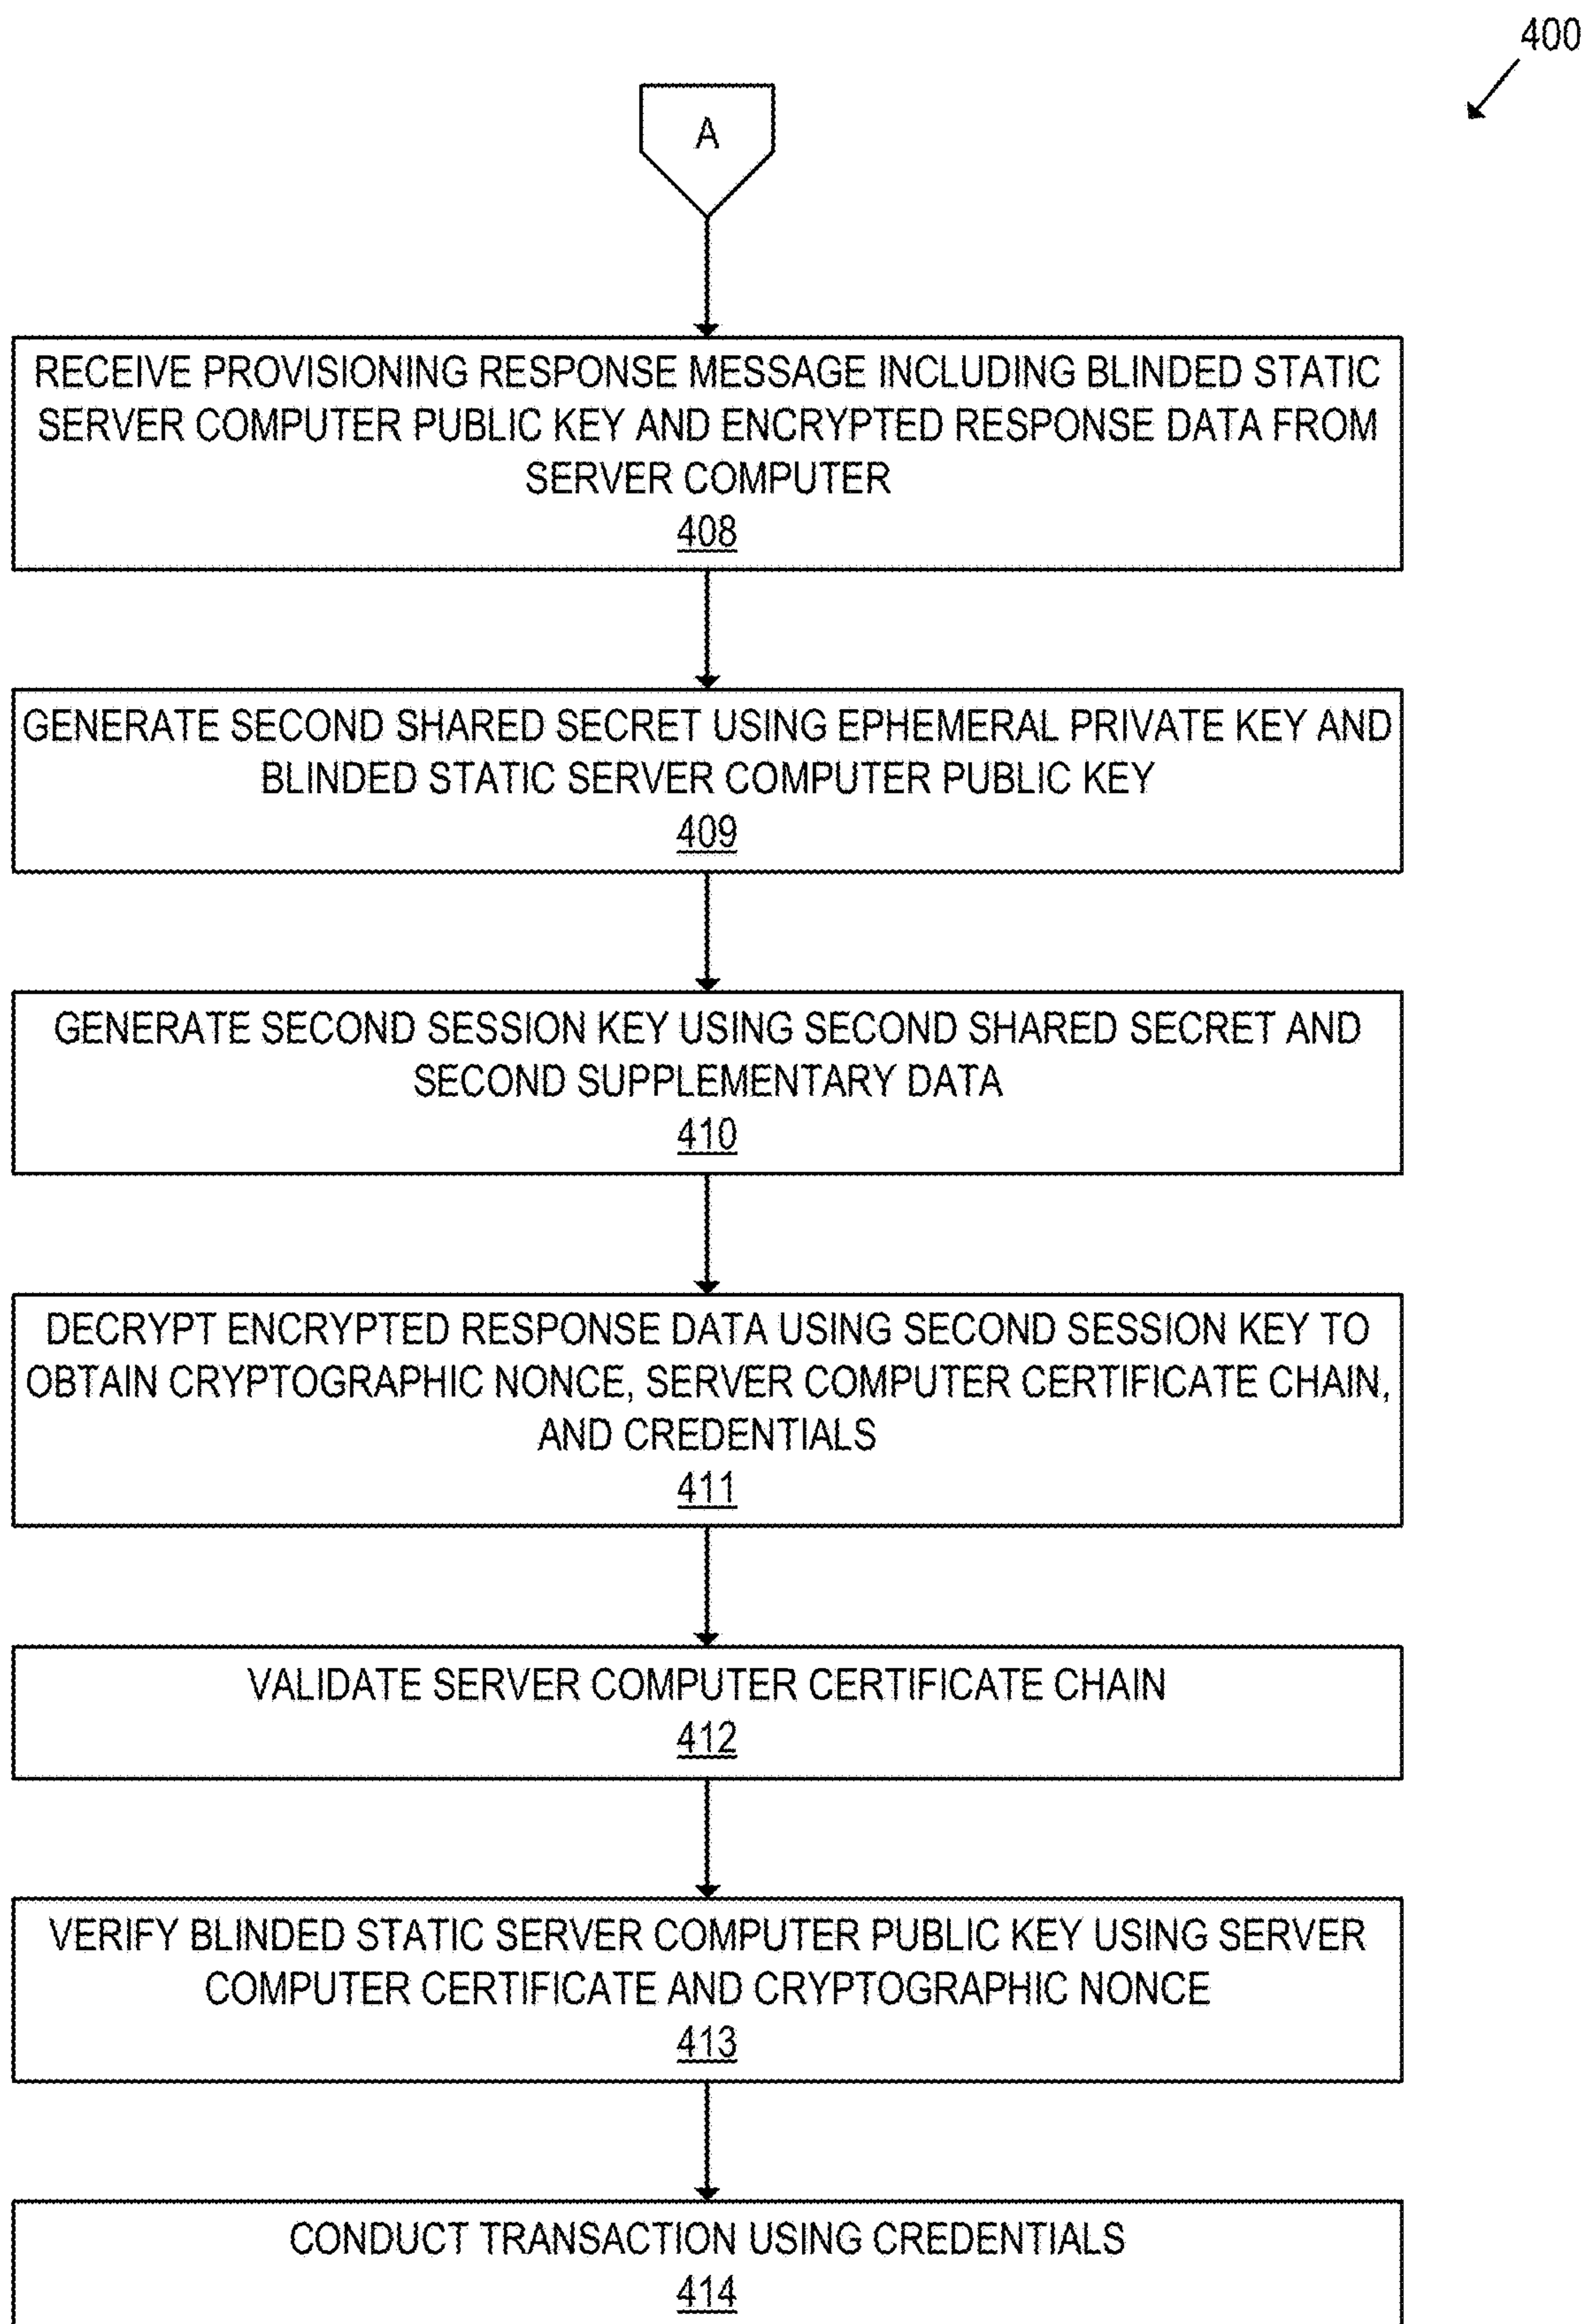 400
A
RECEIVE PROVISIONING RESPONSE MESSAGE INCLUDING BLINDED STATIC
SERVER COMPUTER PUBLIC KEY AND ENCRYPTED RESPONSE DATA FROM
SERVER COMPUTER
408
GENERATE SECOND SHARED SECRET USING EPHEMERAL PRIVATE KEY AND
BLINDED STATIC SERVER COMPUTER PUBLIC KEY
409
GENERATE SECOND SESSION KEY USING SECOND SHARED SECRET AND
SECOND SUPPLEMENTARY DATA
410
DECRYPT ENCRYPTED RESPONSE DATA USING SECOND SESSION KEY TO
OBTAIN CRYPTOGRAPHIC NONCE, SERVER COMPUTER CERTIFICATE CHAIN,
AND CREDENTIALS
411
VALIDATE SERVER COMPUTER CERTIFICATE CHAIN
412
VERIFY BLINDED STATIC SERVER COMPUTER PUBLIC KEY USING SERVER
COMPUTER CERTIFICATE AND CRYPTOGRAPHIC NONCE
413
CONDUCT TRANSACTION USING CREDENTIALS
414